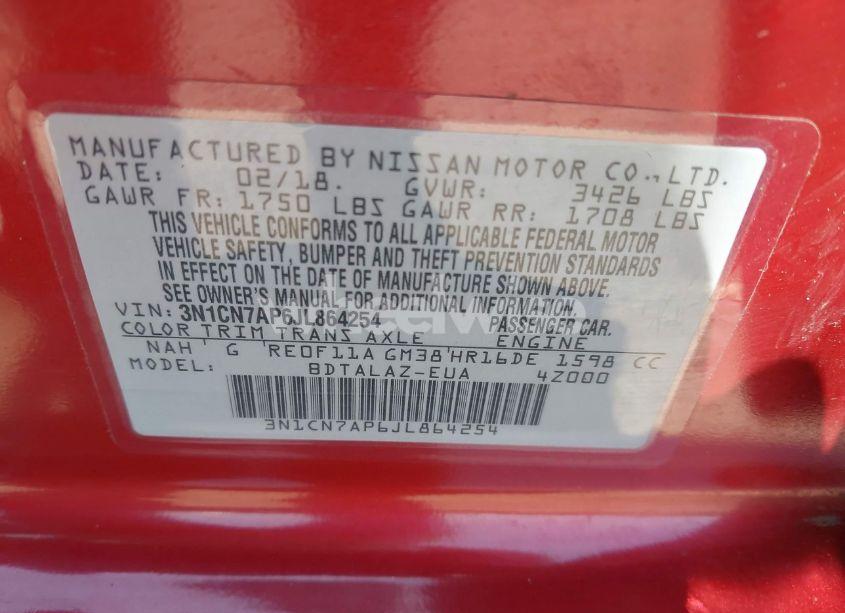 MANUFACTURED BY NISSAN MOTOR CO.,LTD.
DATE: 02/18. GVWR: 3426 LBS
GAWR FR: 1750 LBS GAWR RR: 1708 LBS
THIS VEHICLE CONFORMS TO ALL APPLICABLE FEDERAL MOTOR
VEHICLE SAFETY, BUMPER AND THEFT PREVENTION STANDARDS
IN EFFECT ON THE DATE OF MANUFACTURE SHOWN ABOVE.
SEE OWNER'S MANUAL FOR ADDITIONAL INFORMATION.
VIN: 3N1CN7AP6JL864254 PASSENGER CAR.
COLOR TRIM TRANS AXLE ENGINE
NAH ' G 'RE0F11A GM38'HR16DE 1598 CC
MODEL: BDTALAZ-EUA 4Z000
3N1CN7AP6JL864254